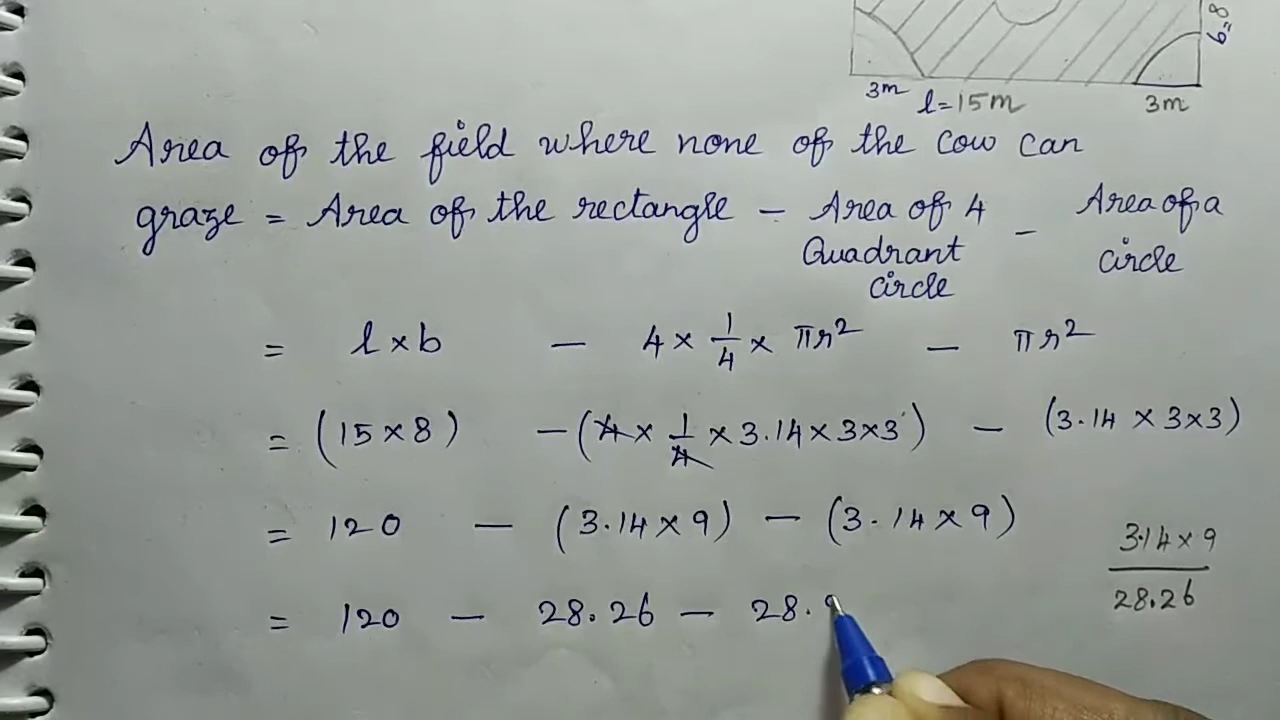 b=8
3m l=15m 3m
Area of the field where none of the cow can
graze = Area of the rectangle - Area of 4 - Area of a
Quadrant circle
circle
= l×b - 4 × 1/4 × πr² - πr²
= (15×8) - (4 × 1/4 × 3.14×3×3) - (3.14 ×3×3)
= 120 - (3.14×9) - (3.14×9)
3.14×9
28.26
= 120 - 28.26 - 28.